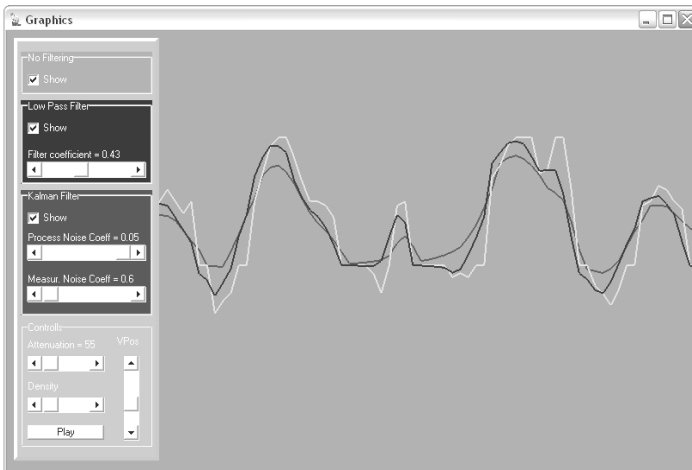 Graphics
No Filtering
Show
Low Pass Filter
Show
Filter coefficient = 0.43
Kalman Filter
Show
Process Noise Coeff = 0.05
Measur. Noise Coeff = 0.6
Controlls
Attenuation = 55
VPos
Density
Play